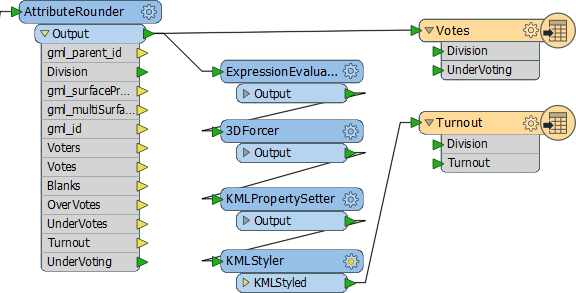 AttributeRounder
Output
gml_parent_id
Division
gml_surfacePr...
gml_multiSurfa...
gml_id
Voters
Votes
Blanks
OverVotes
UnderVotes
Turnout
UnderVoting
ExpressionEvalua...
Output
3DForcer
Output
KMLPropertySetter
Output
KMLStyler
KMLStyled
Votes
Division
UnderVoting
Turnout
Division
Turnout